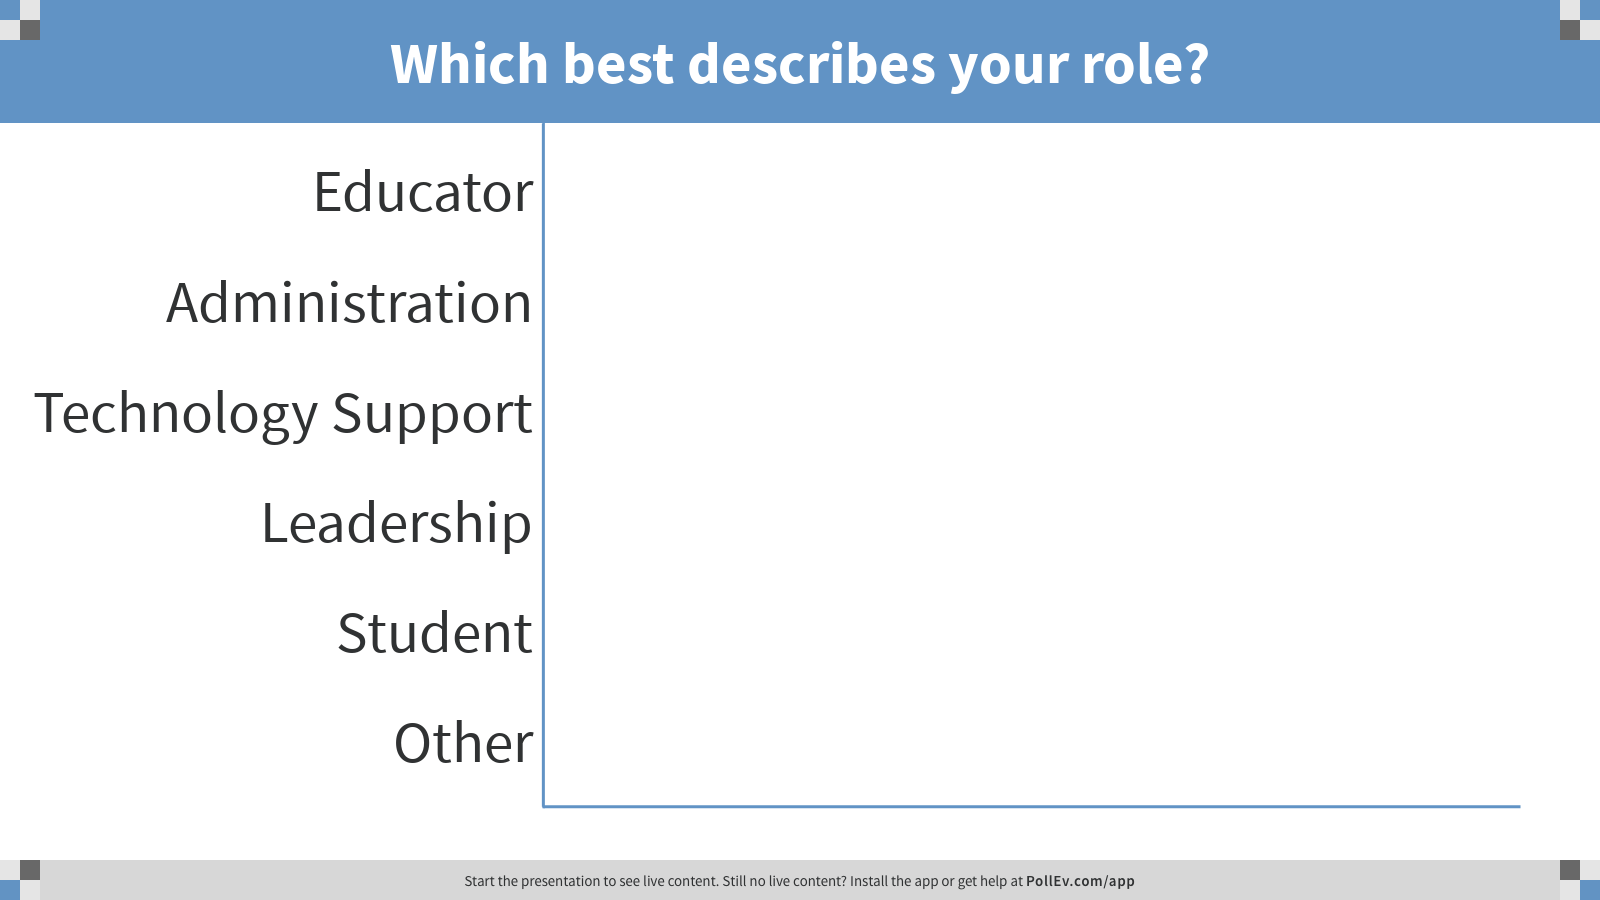 Which best describes your role?
Educator
Administration
Technology Support
Leadership
Student
Other
Start the presentation to see live content. Still no live content? Install the app or get help at PollEv.com/app